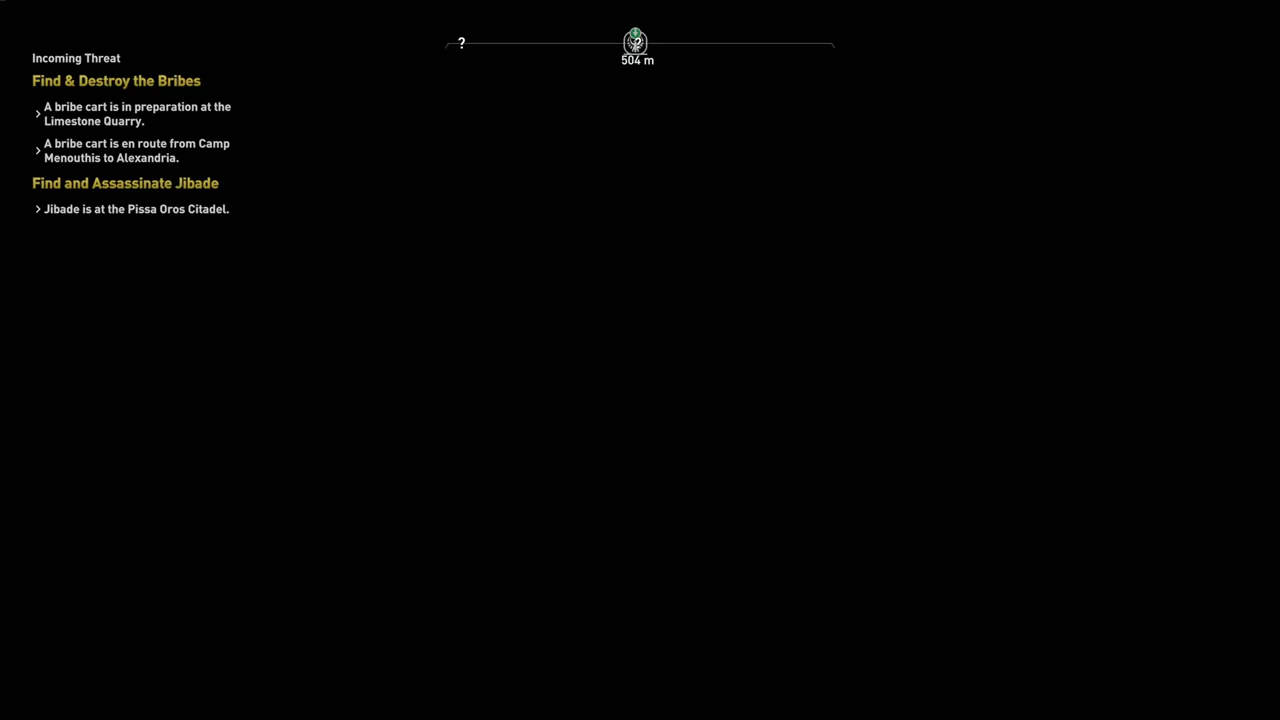 ?
?
504 m
Incoming Threat
Find & Destroy the Bribes
A bribe cart is in preparation at the
Limestone Quarry.
A bribe cart is en route from Camp
Menouthis to Alexandria.
Find and Assassinate Jibade
Jibade is at the Pissa Oros Citadel.